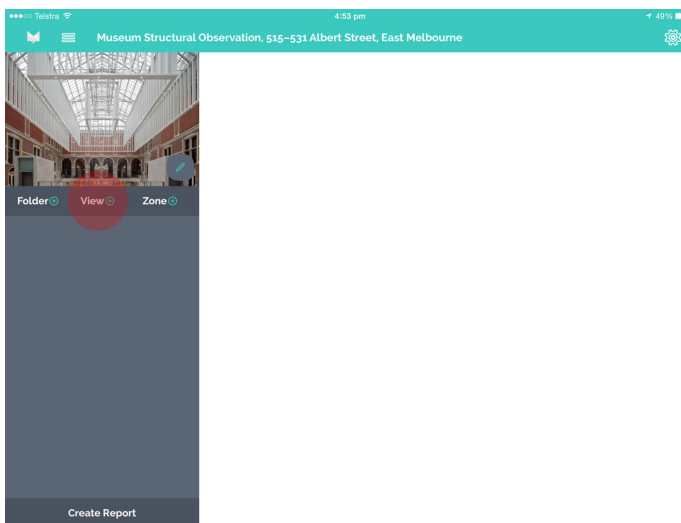 Telstra
4:53 pm
49%
Museum Structural Observation, 515–531 Albert Street, East Melbourne
Folder View Zone
Create Report